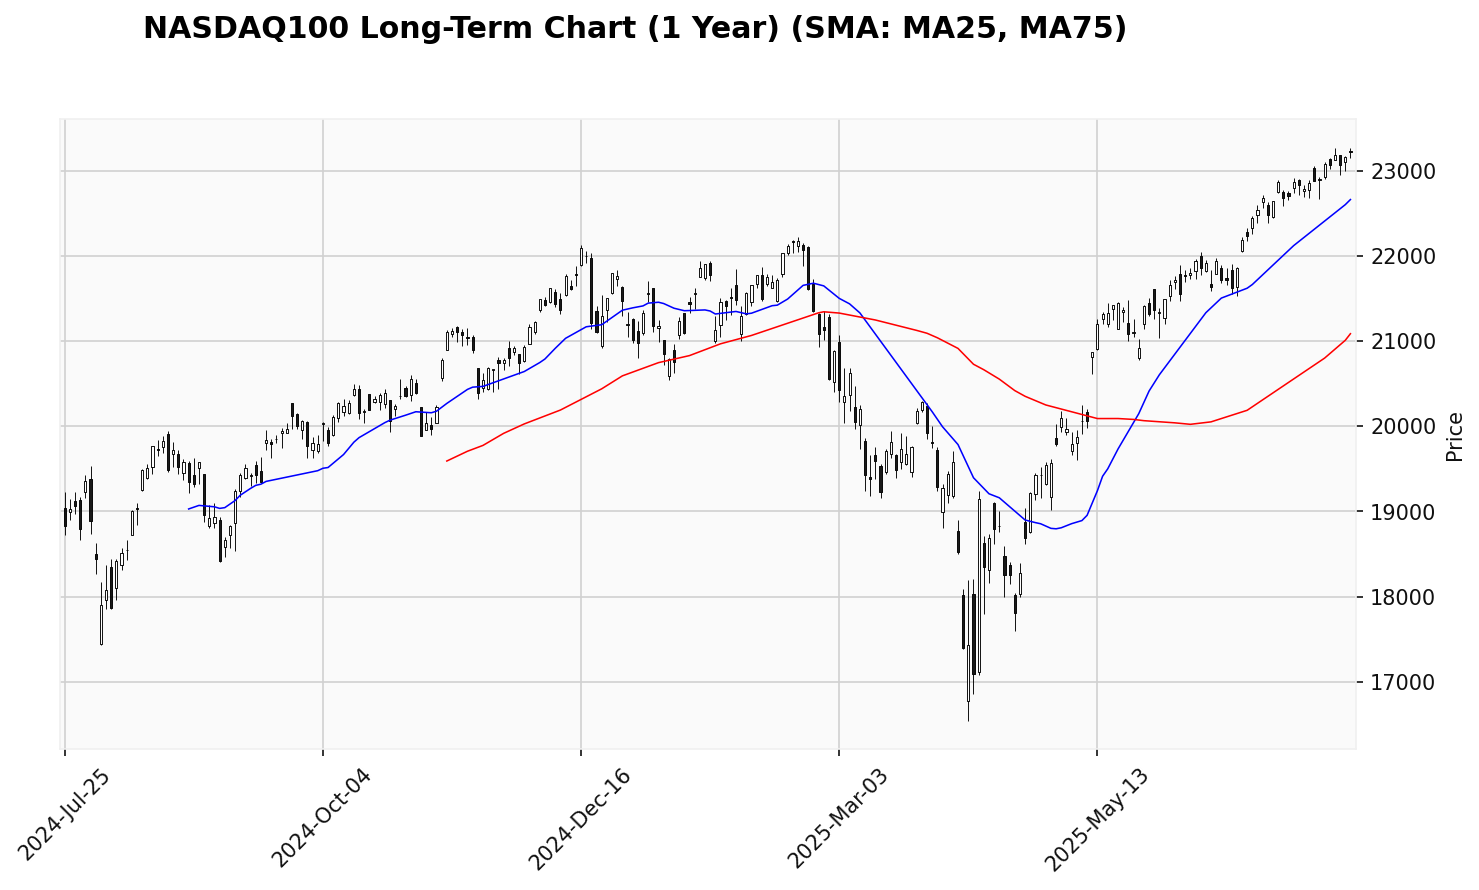 NASDAQ100 Long-Term Chart (1 Year) (SMA: MA25, MA75)
23000
22000
21000
20000
19000
18000
17000
Price
2024-Jul-25
2024-Oct-04
2024-Dec-16
2025-Mar-03
2025-May-13